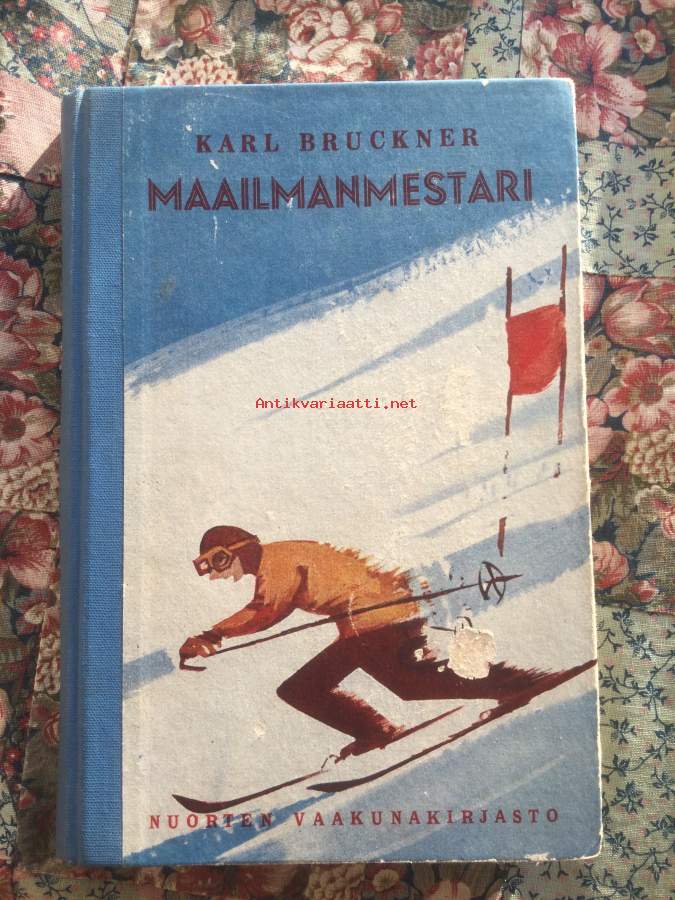 KARL BRUCKNER
MAAILMANMESTARI
Antikvariaatti.net
NUORTEN VAAKUNAKIRJASTO